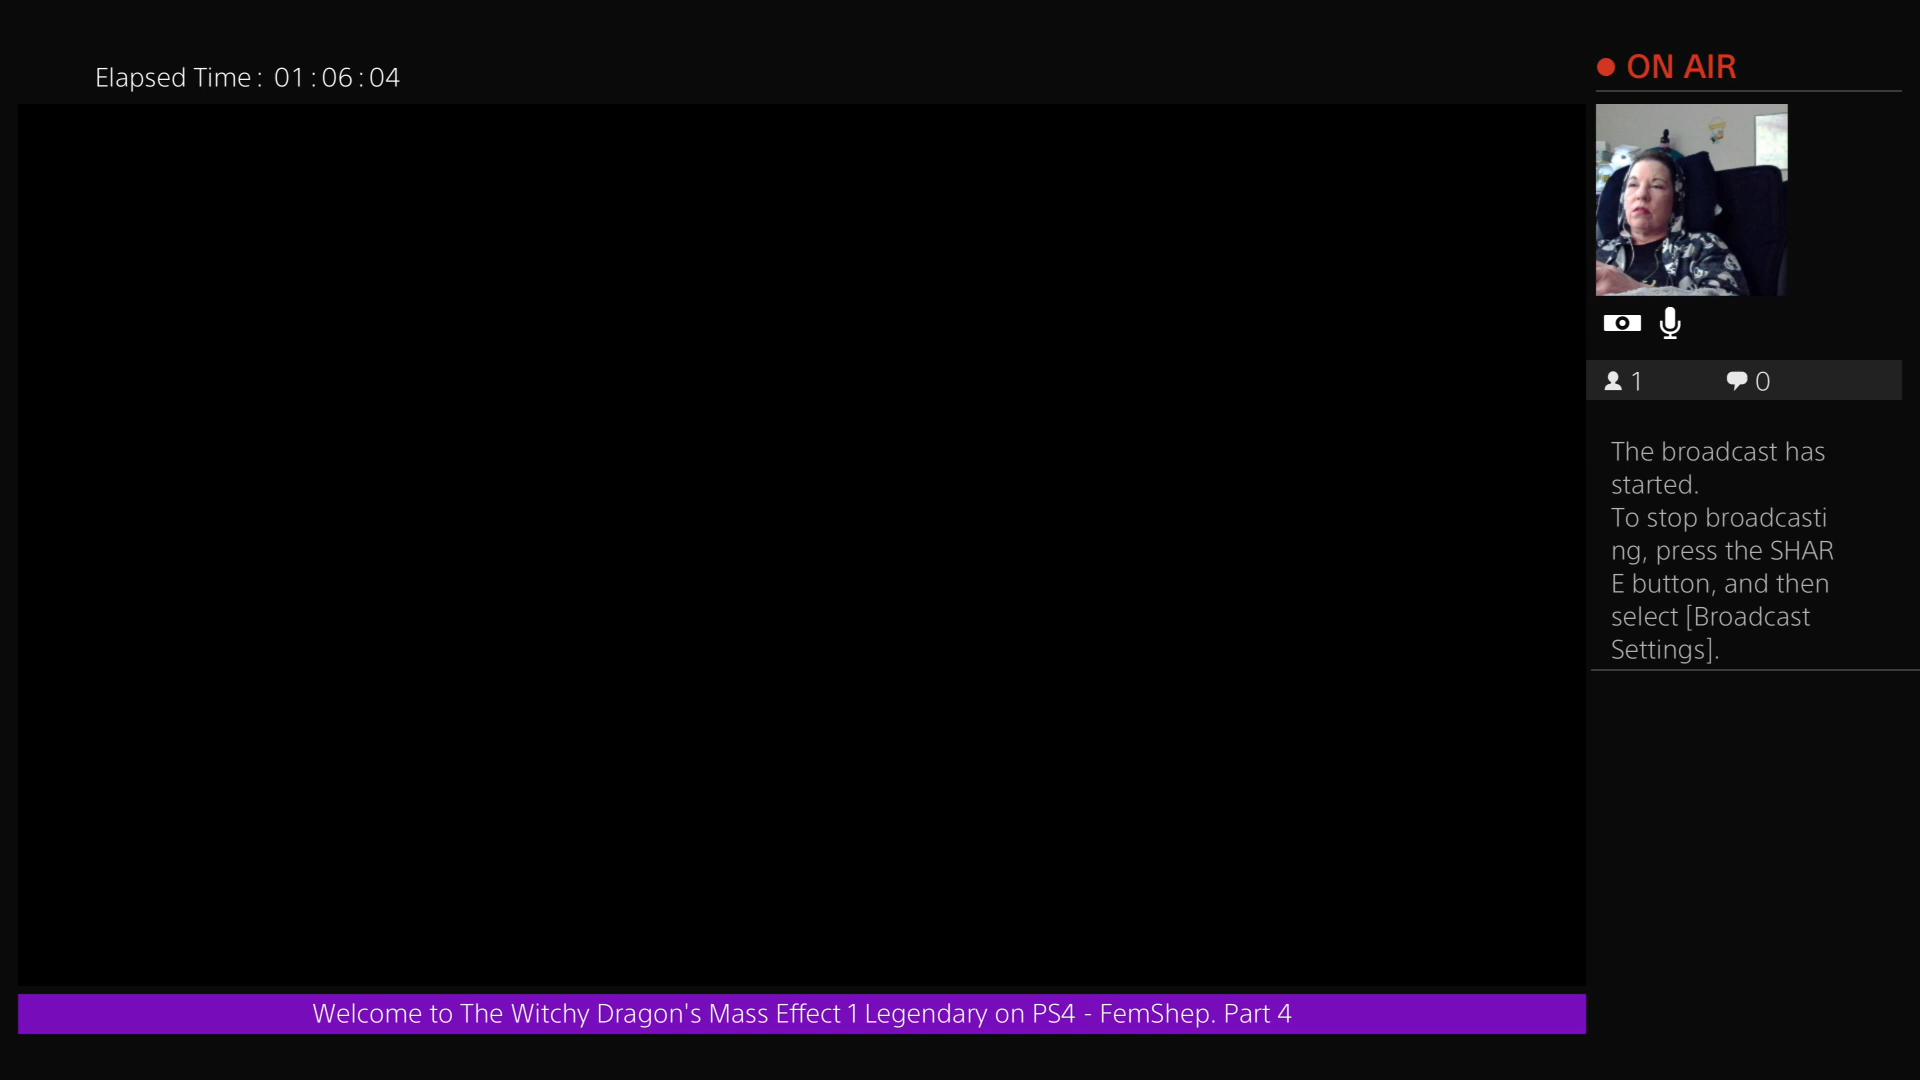 Elapsed Time: 01:06:04
ON AIR
1 0
The broadcast has
started.
To stop broadcasti
ng, press the SHAR
E button, and then
select [Broadcast
Settings].
Welcome to The Witchy Dragon's Mass Effect 1 Legendary on PS4 - FemShep. Part 4